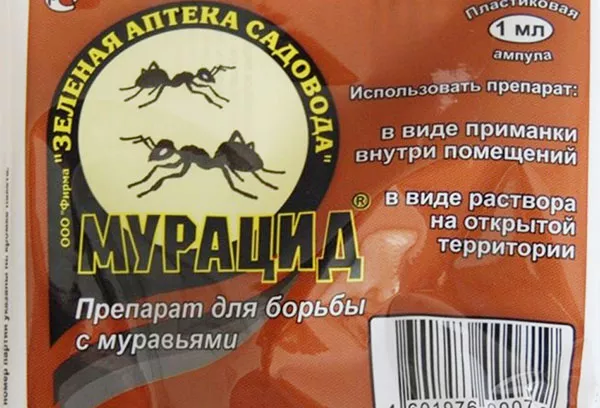 Пластиковая
1 мл
ампула
ООО "Фирма "ЗЕЛЕНАЯ АПТЕКА САДОВОДА"
Использовать препарат:
в виде приманки
внутри помещений
в виде раствора
на открытой
территории
МУРАЦИД®
Препарат для борьбы
с муравьями